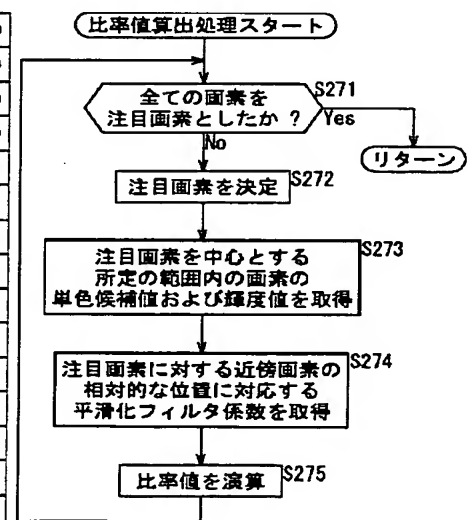 比率値算出処理スタート
S271
全ての画素を
注目画素としたか ?
Yes
No
リターン
注目画素を決定
S272
注目画素を中心とする
所定の範囲内の画素の
単色候補値および輝度値を取得
S273
注目画素に対する近傍画素の
相対的な位置に対応する
平滑化フィルタ係数を取得
S274
比率値を演算
S275